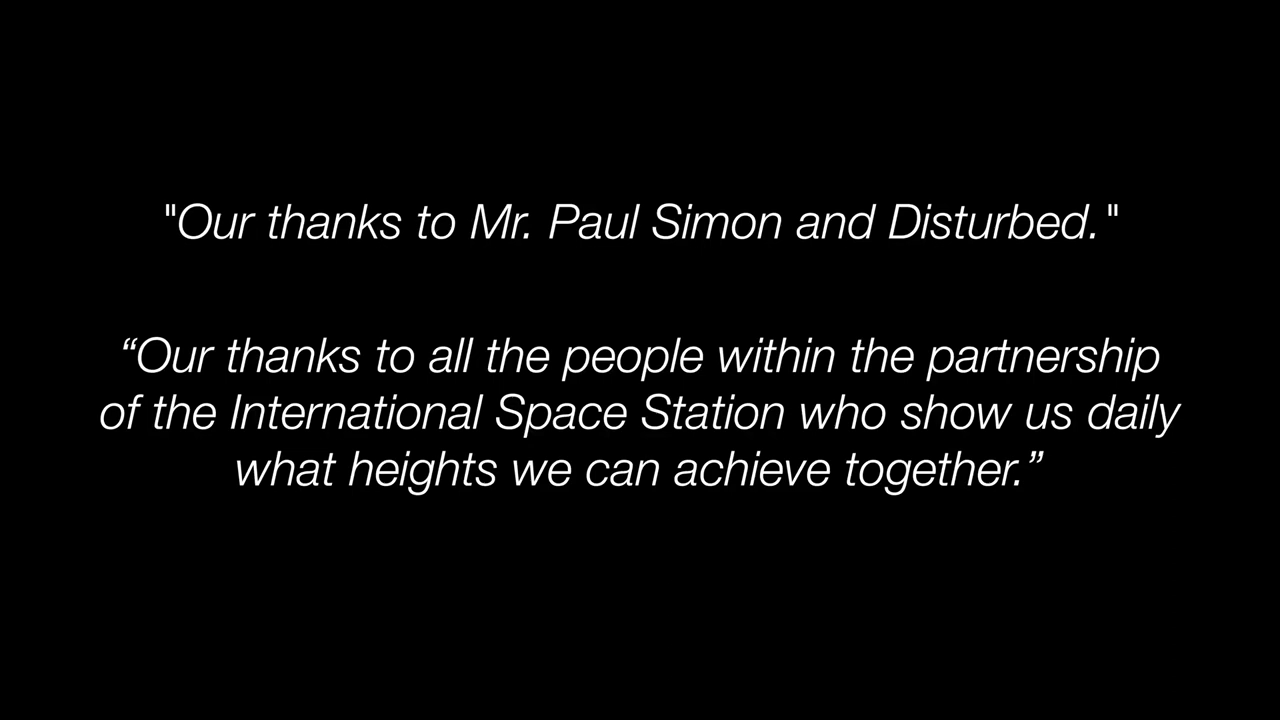 "Our thanks to Mr. Paul Simon and Disturbed."
“Our thanks to all the people within the partnership
of the International Space Station who show us daily
what heights we can achieve together.”